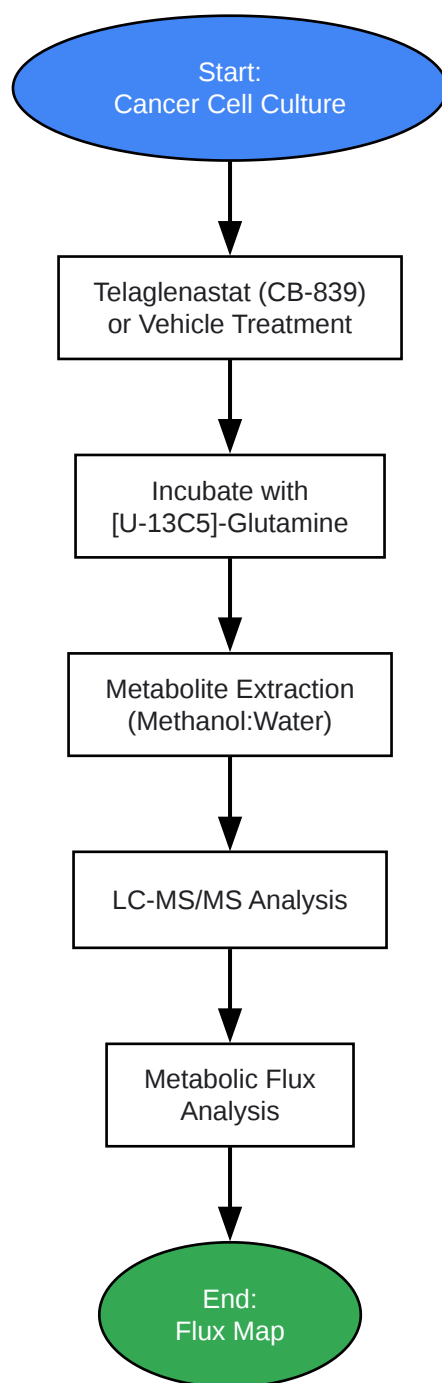 Start:
Cancer Cell Culture
Telaglenastat (CB-839)
or Vehicle Treatment
Incubate with
[U-13C5]-Glutamine
Metabolite Extraction
(Methanol:Water)
LC-MS/MS Analysis
Metabolic Flux
Analysis
End:
Flux Map